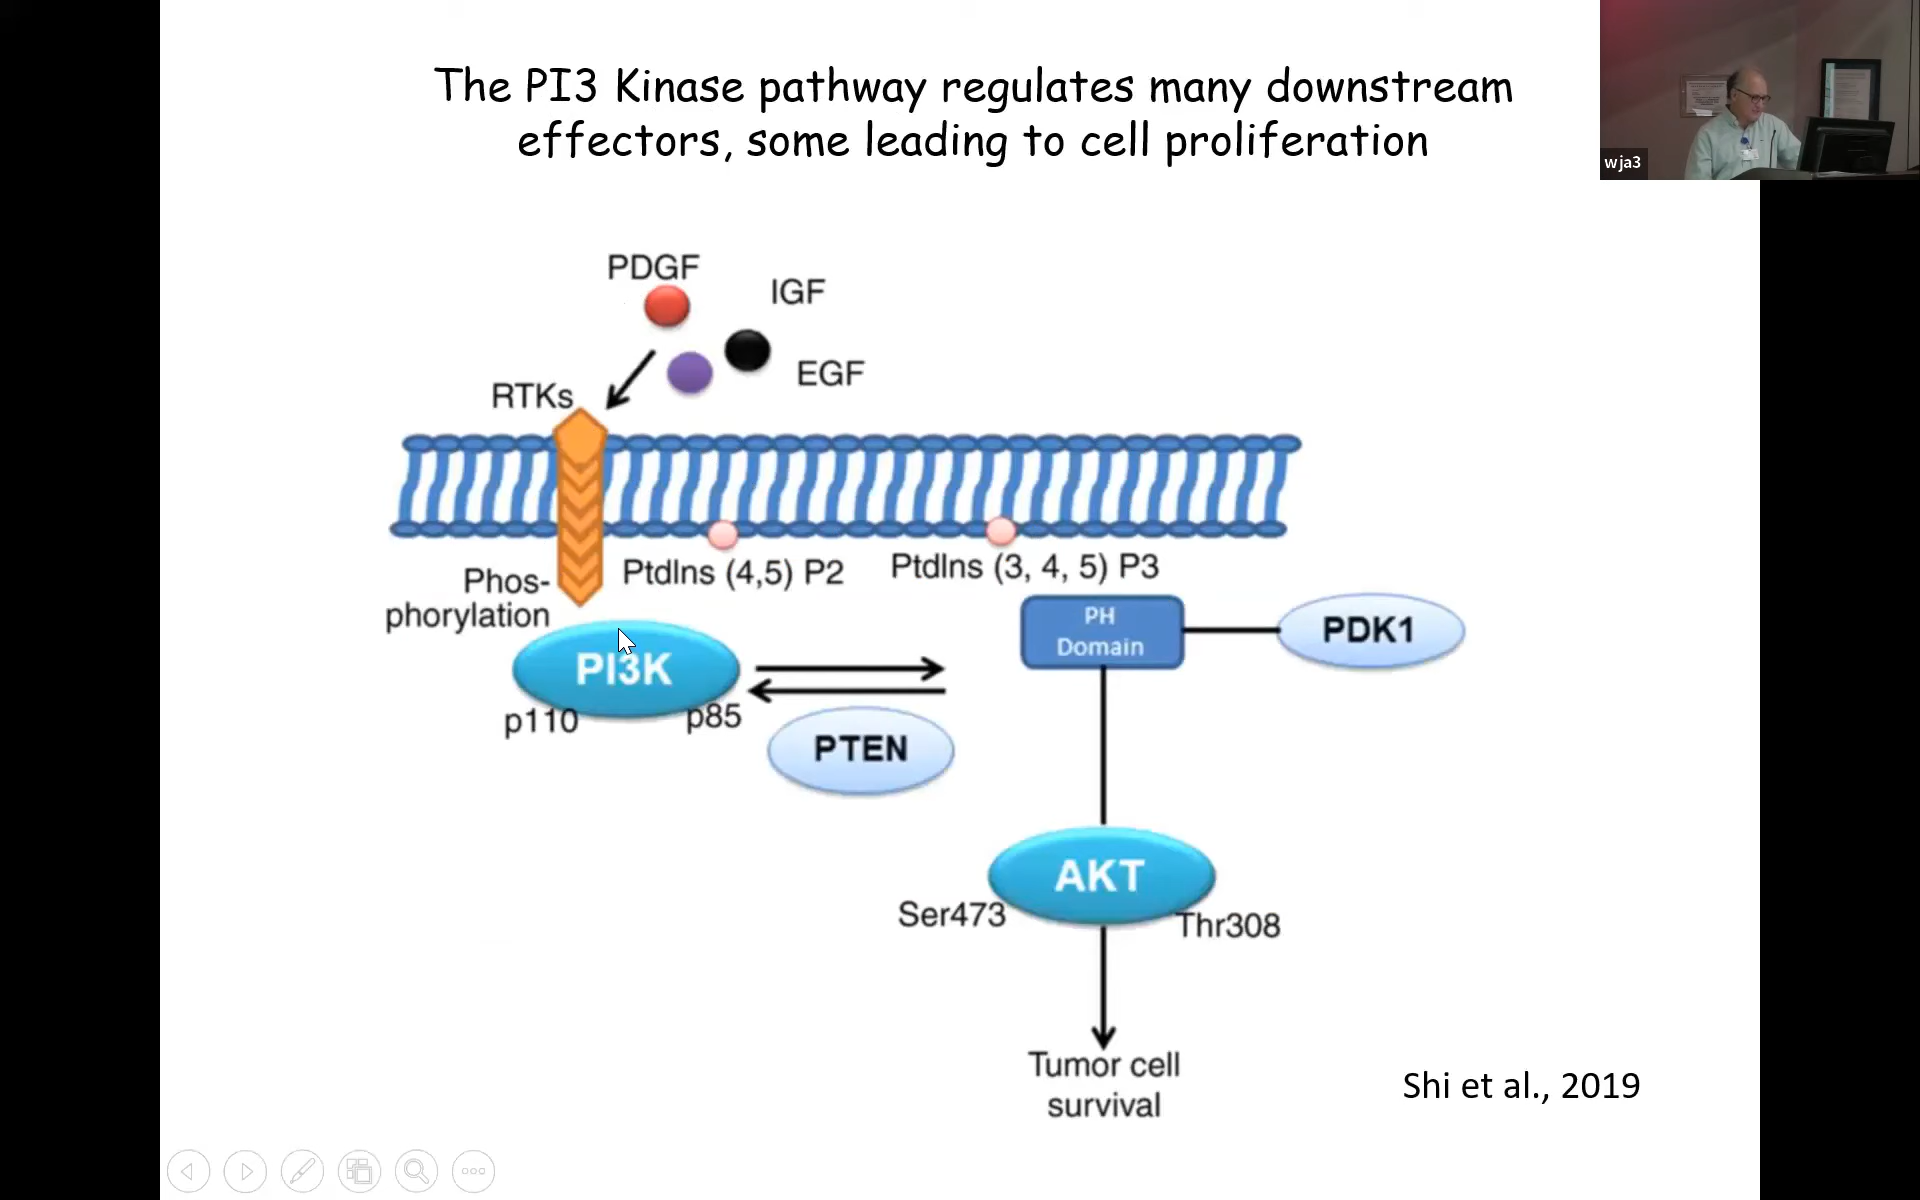 The PI3 Kinase pathway regulates many downstream
effectors, some leading to cell proliferation
wja3
PDGF
IGF
EGF
RTKs
Phos-
phorylation
PtdIns (4,5) P2
PtdIns (3, 4, 5) P3
PH
Domain
PDK1
PI3K
p110
p85
PTEN
AKT
Ser473
Thr308
Tumor cell
survival
Shi et al., 2019